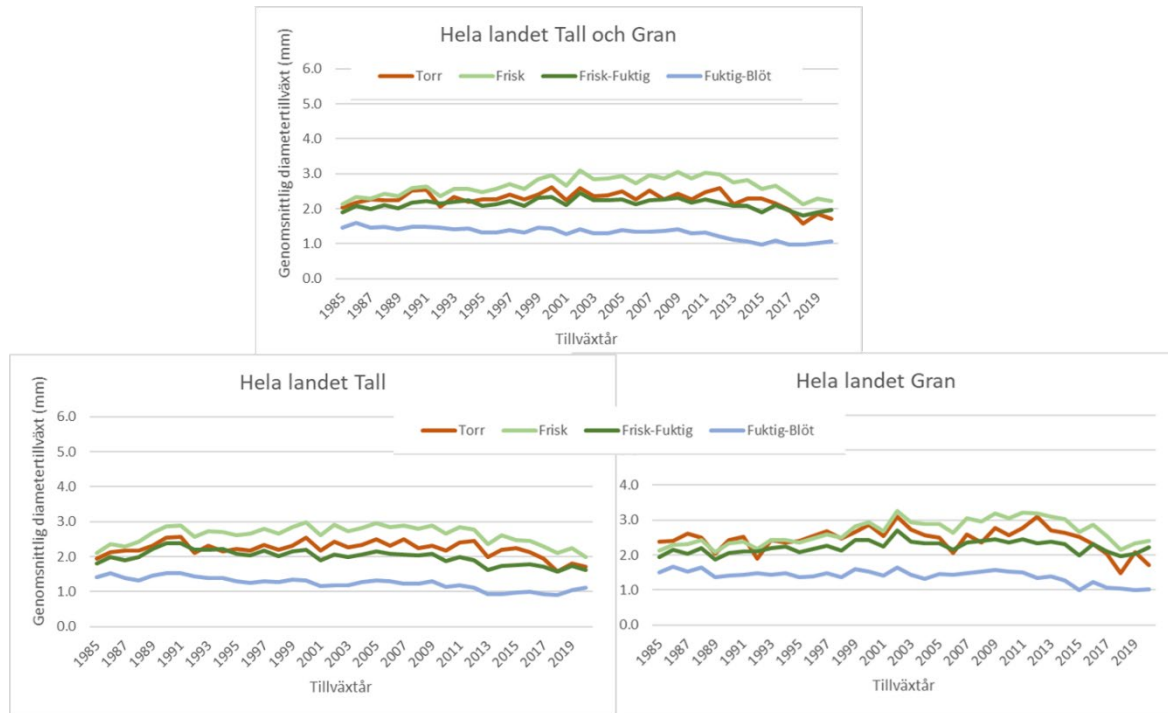 Hela landet Tall och Gran
Genomsnittlig diametertillväxt (mm)
Torr Frisk Frisk-Fuktig Fuktig-Blöt
6.0
5.0
4.0
3.0
2.0
1.0
0.0
1985 1987 1989 1991 1993 1995 1997 1999 2001 2003 2005 2007 2009 2011 2013 2015 2017 2019
Tillväxtår
Hela landet Tall
Genomsnittlig diametertillväxt (mm)
6.0
5.0
4.0
3.0
2.0
1.0
0.0
1985 1987 1989 1991 1993 1995 1997 1999 2001 2003 2005 2007 2009 2011 2013 2015 2017 2019
Tillväxtår
Torr Frisk Frisk-Fuktig Fuktig-Blöt
Hela landet Gran
4.0
3.0
2.0
1.0
0.0
1985 1987 1989 1991 1993 1995 1997 1999 2001 2003 2005 2007 2009 2011 2013 2015 2017 2019
Tillväxtår